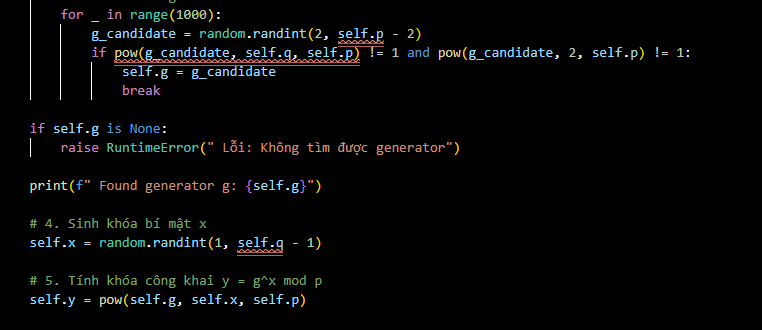 for _ in range(1000):
g_candidate = random.randint(2, self.p - 2)
if pow(g_candidate, self.q, self.p) != 1 and pow(g_candidate, 2, self.p) != 1:
self.g = g_candidate
break
if self.g is None:
raise RuntimeError(" Lỗi: Không tìm được generator")
print(f" Found generator g: {self.g}")
# 4. Sinh khóa bí mật x
self.x = random.randint(1, self.q - 1)
# 5. Tính khóa công khai y = g^x mod p
self.y = pow(self.g, self.x, self.p)